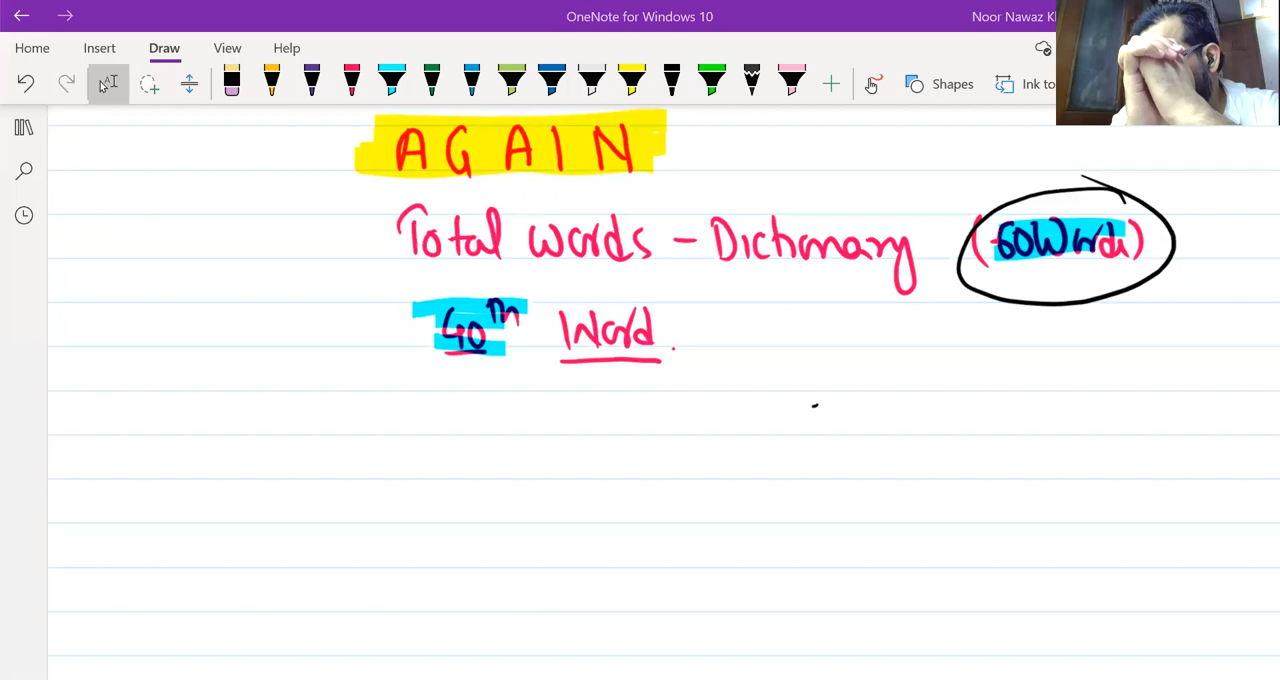 OneNote for Windows 10
Noor Nawaz Kh
Home Insert Draw View Help
Shapes Ink to
AGAIN
Total words - Dictionary (60Words)
40th Word.